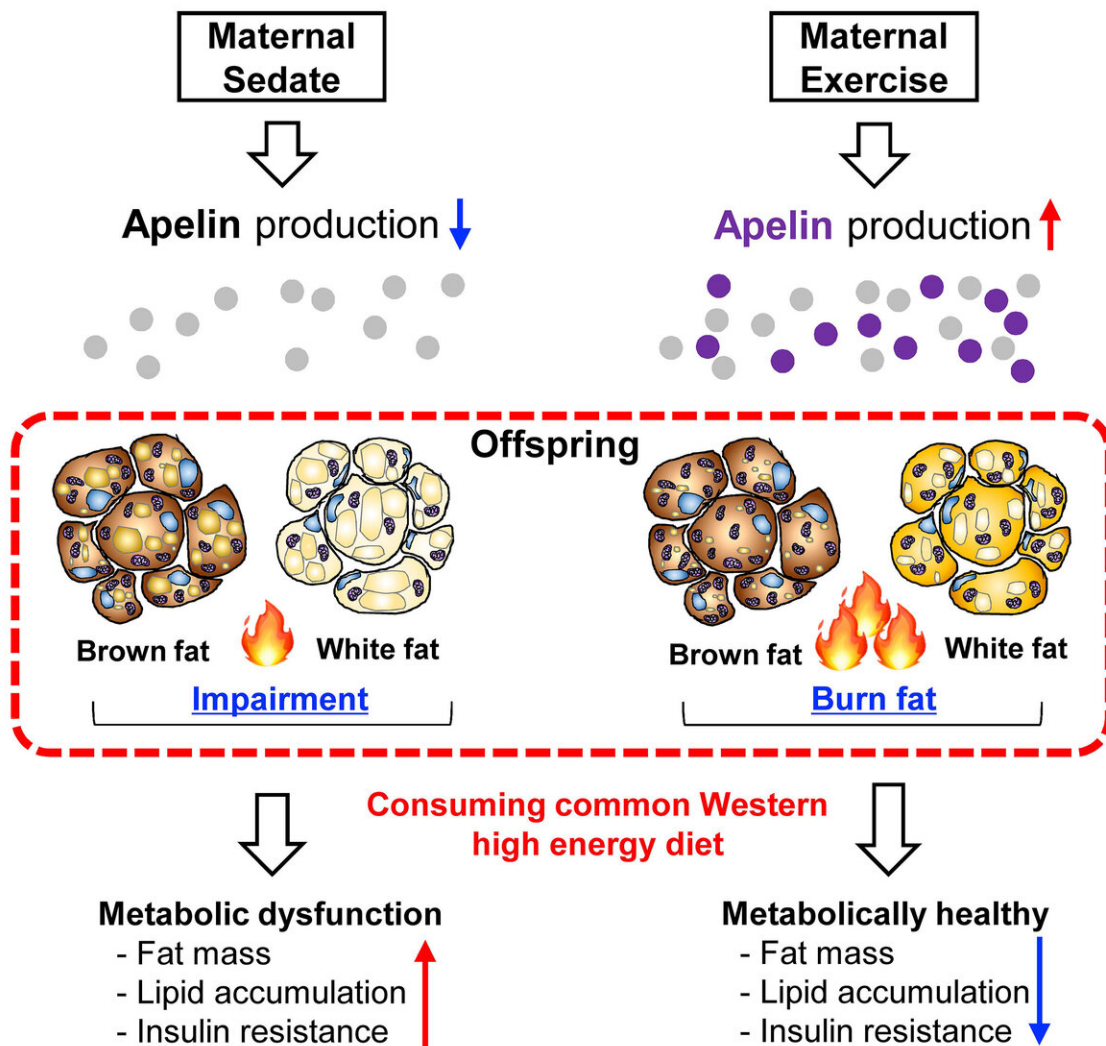 Maternal
Sedate
Maternal
Exercise
Apelin production
Apelin production
Offspring
Brown fat
White fat
Impairment
Brown fat
White fat
Burn fat
Consuming common Western
high energy diet
Metabolic dysfunction
- Fat mass
- Lipid accumulation
- Insulin resistance
Metabolically healthy
- Fat mass
- Lipid accumulation
- Insulin resistance